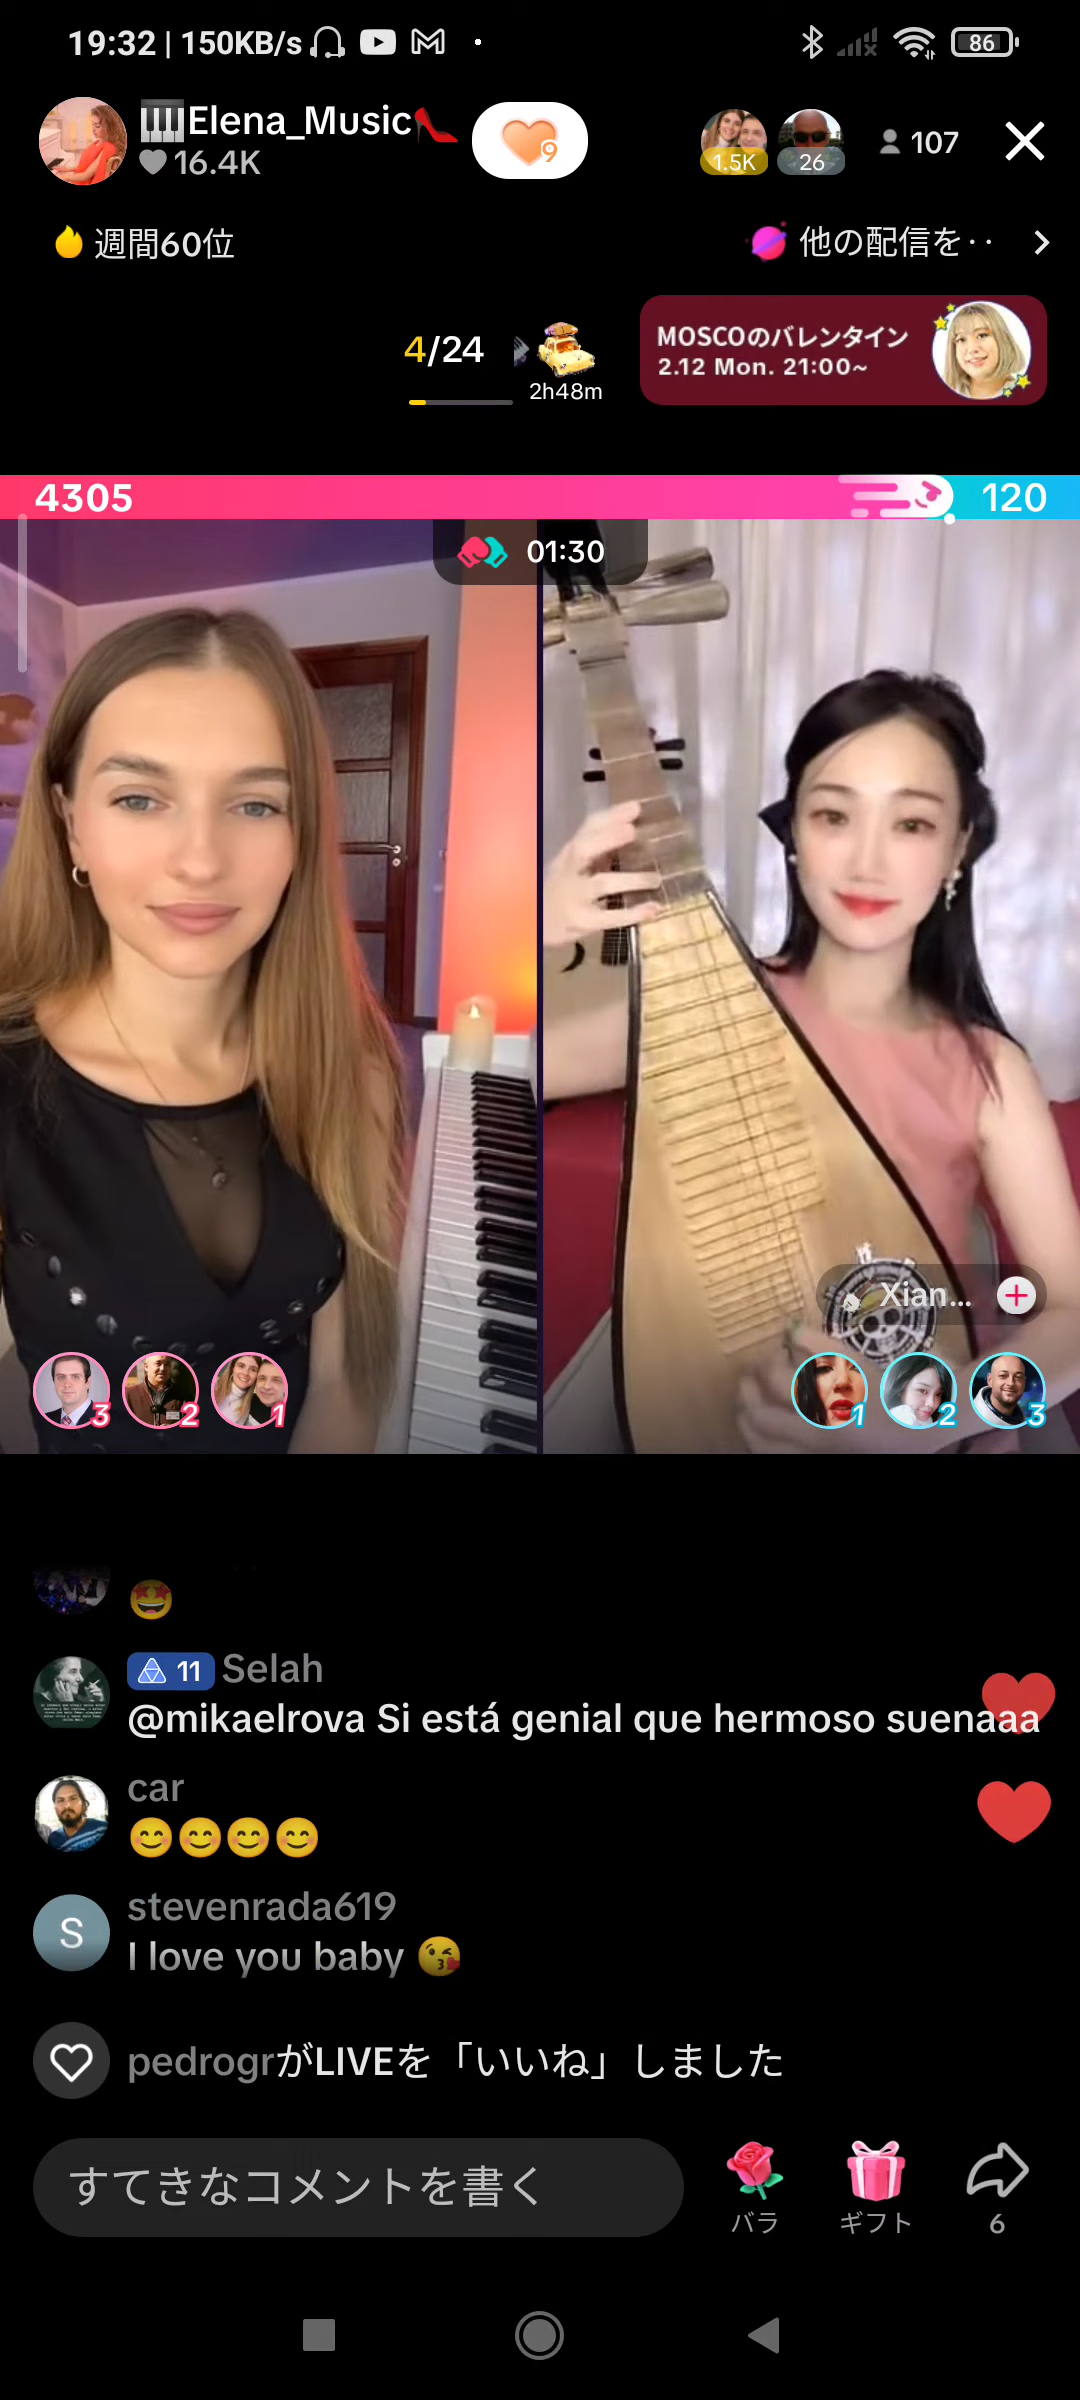 19:32 | 150KB/s
86
Elena_Music
16.4K
9
1.5K
26
107
週間60位
他の配信を‥
4/24
2h48m
MOSCOのバレンタイン
2.12 Mon. 21:00~
4305
120
01:30
Xian...
3
2
1
1
2
3
11 Selah
@mikaelrova Si está genial que hermoso suenaaa
car
S
stevenrada619
I love you baby
pedrogrがLIVEを「いいね」しました
すてきなコメントを書く
バラ
ギフト
6